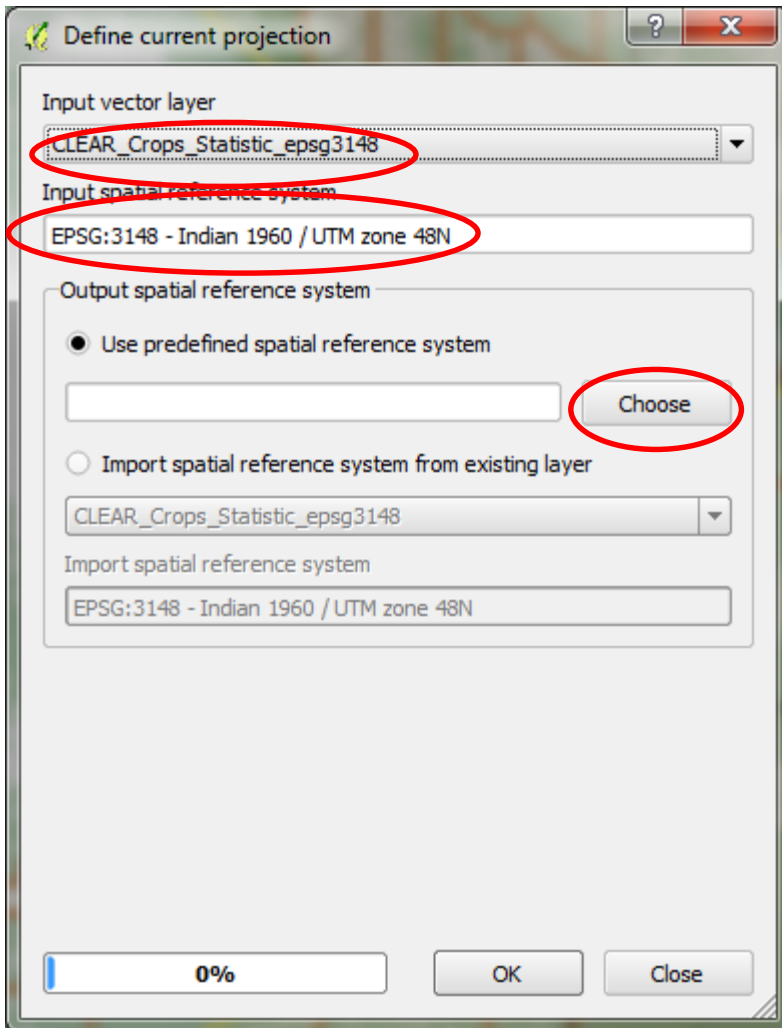 Define current projection
?
X
Input vector layer
CLEAR_Crops_Statistic_epsg3148
Input spatial reference system
EPSG:3148 - Indian 1960 / UTM zone 48N
Output spatial reference system
Use predefined spatial reference system
Choose
Import spatial reference system from existing layer
CLEAR_Crops_Statistic_epsg3148
Import spatial reference system
EPSG:3148 - Indian 1960 / UTM zone 48N
0%
OK
Close